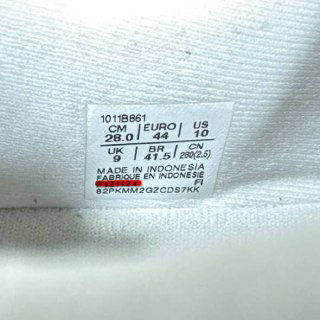 1011B861
CM EURO US
28.0 44 10
UK BR CN
9 41.5 280(2.5)
MADE IN INDONESIA
FABRIQUE EN INDONESIE
FI
82PKMM2GZCDS7KK